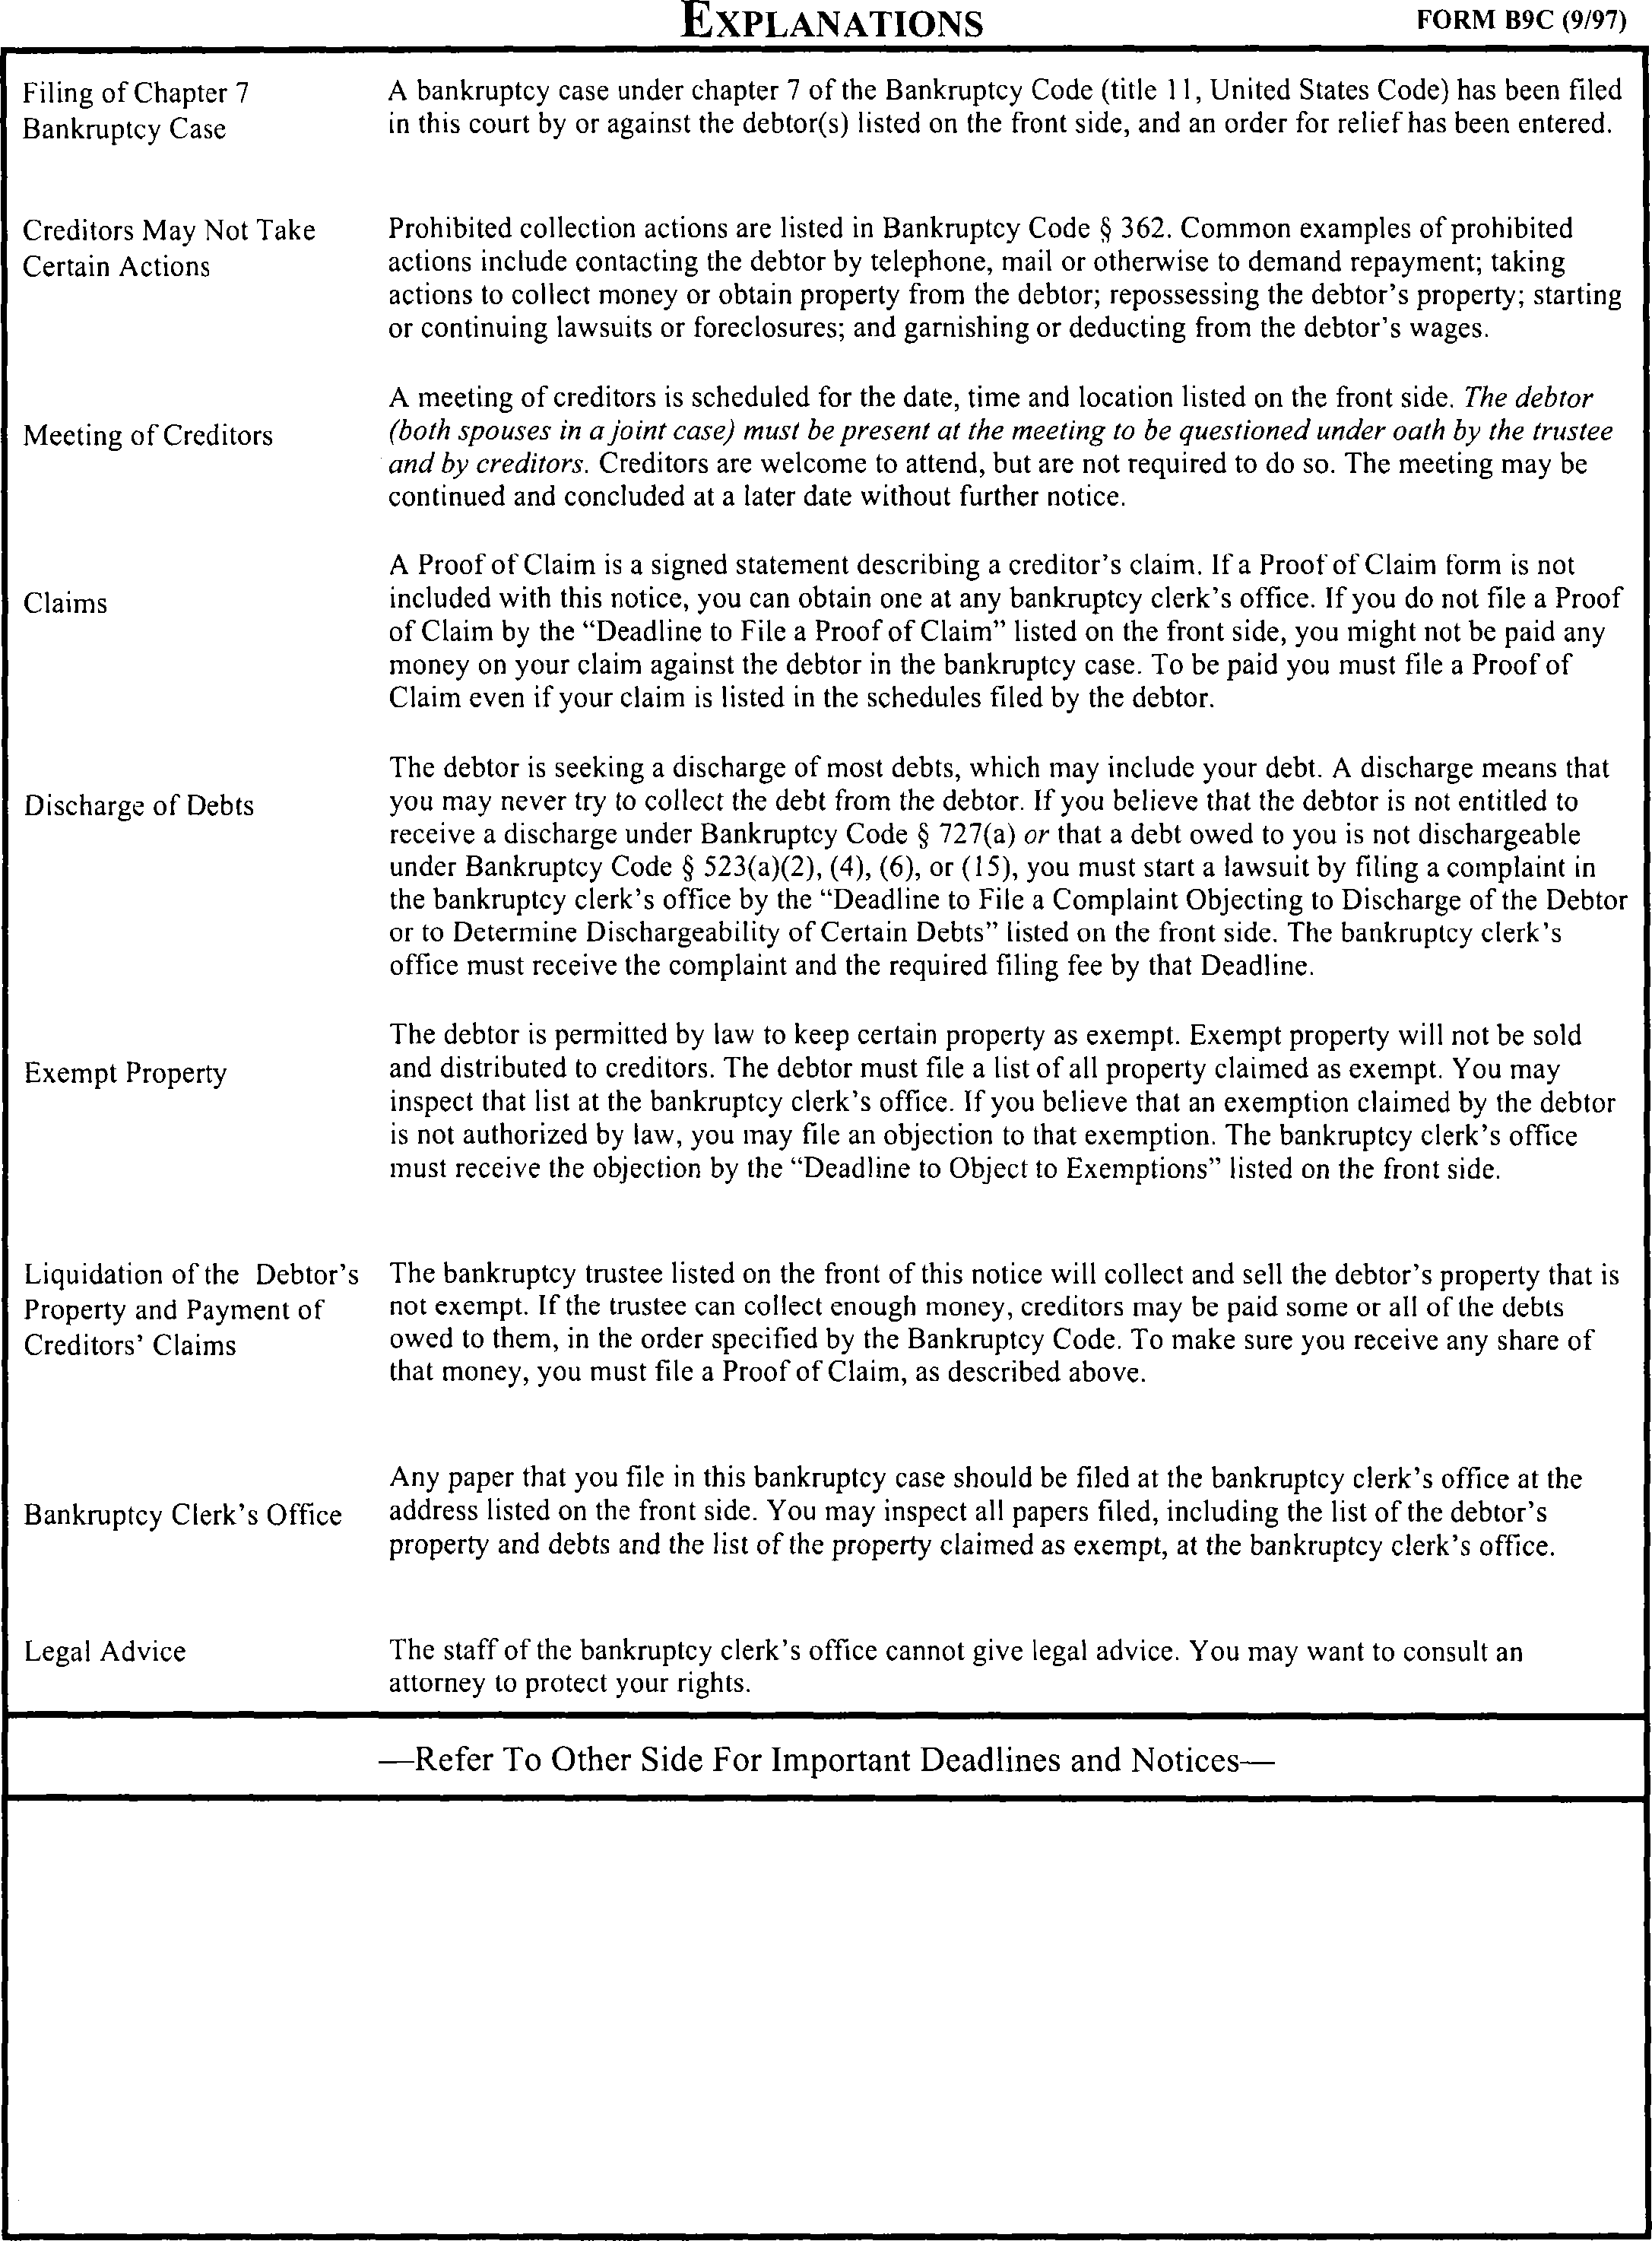 EXPLANATIONS FORM B9C (9/97)
Filing of Chapter 7
Bankruptcy Case
A bankruptcy case under chapter 7 of the Bankruptcy Code (title 11, United States Code) has been filed
in this court by or against the debtor(s) listed on the front side, and an order for relief has been entered.
Creditors May Not Take
Certain Actions
Prohibited collection actions are listed in Bankruptcy Code § 362. Common examples of prohibited
actions include contacting the debtor by telephone, mail or otherwise to demand repayment; taking
actions to collect money or obtain property from the debtor; repossessing the debtor's property; starting
or continuing lawsuits or foreclosures; and garnishing or deducting from the debtor's wages.
Meeting of Creditors
A meeting of creditors is scheduled for the date, time and location listed on the front side. The debtor
(both spouses in a joint case) must be present at the meeting to be questioned under oath by the trustee
and by creditors. Creditors are welcome to attend, but are not required to do so. The meeting may be
continued and concluded at a later date without further notice.
Claims
A Proof of Claim is a signed statement describing a creditor's claim. If a Proof of Claim form is not
included with this notice, you can obtain one at any bankruptcy clerk's office. If you do not file a Proof
of Claim by the “Deadline to File a Proof of Claim” listed on the front side, you might not be paid any
money on your claim against the debtor in the bankruptcy case. To be paid you must file a Proof of
Claim even if your claim is listed in the schedules filed by the debtor.
Discharge of Debts
The debtor is seeking a discharge of most debts, which may include your debt. A discharge means that
you may never try to collect the debt from the debtor. If you believe that the debtor is not entitled to
receive a discharge under Bankruptcy Code § 727(a) or that a debt owed to you is not dischargeable
under Bankruptcy Code § 523(a)(2), (4), (6), or (15), you must start a lawsuit by filing a complaint in
the bankruptcy clerk's office by the “Deadline to File a Complaint Objecting to Discharge of the Debtor
or to Determine Dischargeability of Certain Debts” listed on the front side. The bankruptcy clerk's
office must receive the complaint and the required filing fee by that Deadline.
Exempt Property
The debtor is permitted by law to keep certain property as exempt. Exempt property will not be sold
and distributed to creditors. The debtor must file a list of all property claimed as exempt. You may
inspect that list at the bankruptcy clerk's office. If you believe that an exemption claimed by the debtor
is not authorized by law, you may file an objection to that exemption. The bankruptcy clerk's office
must receive the objection by the “Deadline to Object to Exemptions” listed on the front side.
Liquidation of the Debtor's
Property and Payment of
Creditors' Claims
The bankruptcy trustee listed on the front of this notice will collect and sell the debtor's property that is
not exempt. If the trustee can collect enough money, creditors may be paid some or all of the debts
owed to them, in the order specified by the Bankruptcy Code. To make sure you receive any share of
that money, you must file a Proof of Claim, as described above.
Bankruptcy Clerk's Office
Any paper that you file in this bankruptcy case should be filed at the bankruptcy clerk's office at the
address listed on the front side. You may inspect all papers filed, including the list of the debtor's
property and debts and the list of the property claimed as exempt, at the bankruptcy clerk's office.
Legal Advice
The staff of the bankruptcy clerk's office cannot give legal advice. You may want to consult an
attorney to protect your rights.
—Refer To Other Side For Important Deadlines and Notices—